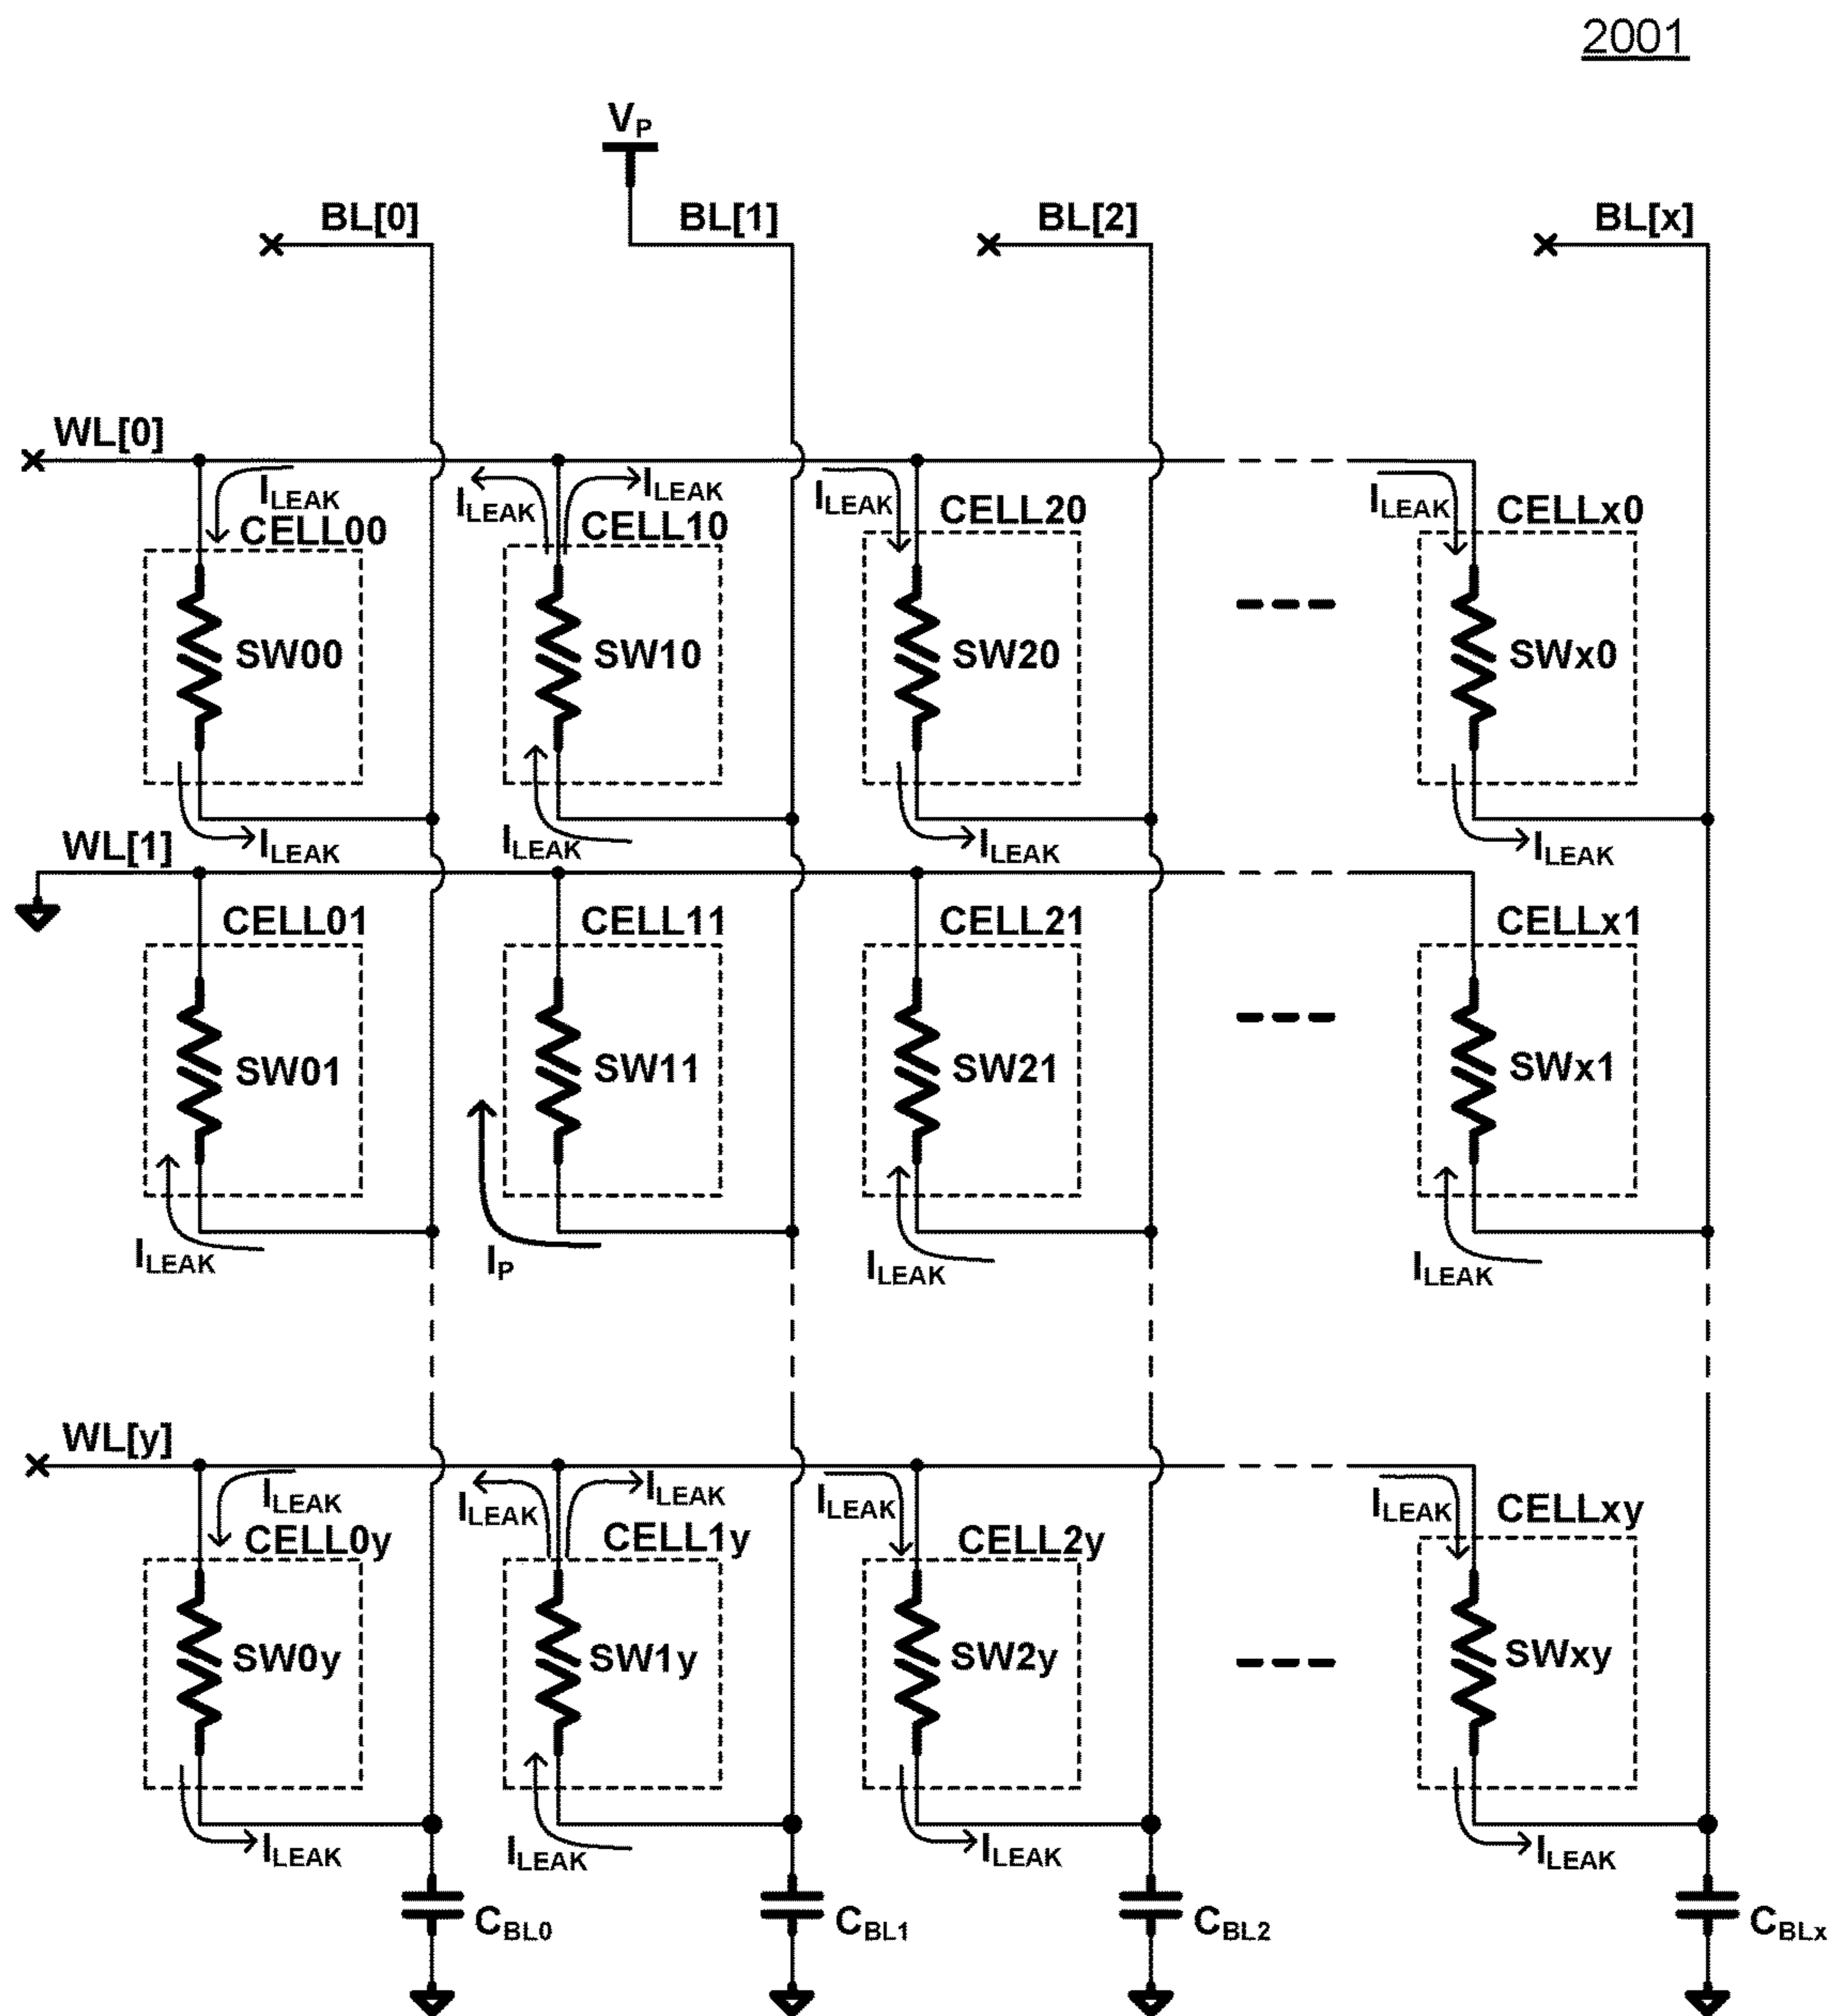 2001
VP
BL[0] BL[1] BL[2] BL[x]
WL[0]
ILEAK ILEAK ILEAK ILEAK ILEAK
CELL00 CELL10 CELL20 CELLx0
SW00 SW10 SW20 SWx0
WL[1] ILEAK ILEAK ILEAK ILEAK
CELL01 CELL11 CELL21 CELLx1
SW01 SW11 SW21 SWx1
ILEAK IP ILEAK ILEAK
WL[y]
ILEAK ILEAK ILEAK ILEAK ILEAK
CELL0y CELL1y CELL2y CELLxy
SW0y SW1y SW2y SWxy
ILEAK ILEAK ILEAK ILEAK
CBL0 CBL1 CBL2 CBLx